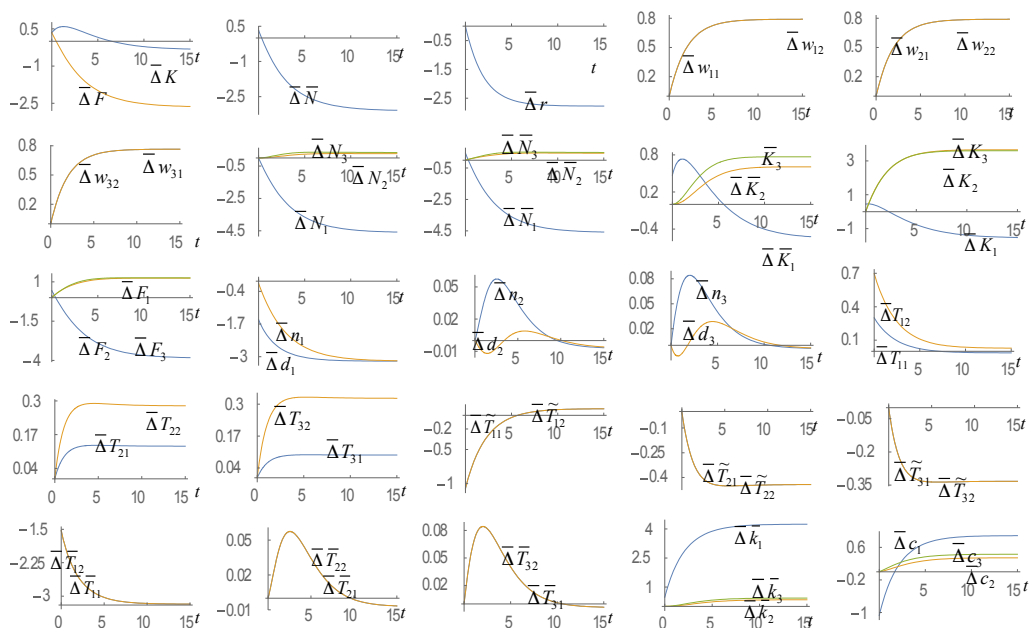 0.5
5 10 15 t
−1
−2.5
Δ̅ K
Δ̅ F
0.5
5 10 15 t
−1
−2.5
Δ̅ N̅
5 10 15
t
−1
−2.5
Δ̅ r
0.8
0.5
0.2
0 5 10 15 t
Δ̅ w₁₂
Δ̅ w₁₁
0.8
0.5
0.2
0 5 10 15 t
Δ̅ w₂₁
Δ̅ w₂₂
0.8
0.5
0.2
0 5 10 15 t
Δ̅ w₃₂
Δ̅ w₃₁
−0.5
−2.5
−4.5
5 10 15 t
Δ̅ N₃
Δ̅ N₂
Δ̅ N₁
−0.5
−2.5
−4.5
5 10 15 t
Δ̅ N̅₃
Δ̅ N̅₂
Δ̅ N̅₁
0.8
0.2
−0.4
5 10 15 t
K̅₃
Δ̅ K̅₂
Δ̅ K̅₁
3
1
−1
5 10 15 t
Δ̅ K₃
Δ̅ K₂
Δ̅ K₁
1
−1.5
−4
5 10 15 t
Δ̅ F₁
Δ̅ F₂
Δ̅ F₃
−0.4
−1.7
−3
5 10 15 t
Δ̅ n₁
Δ̅ d₁
0.05
0.02
−0.01
5 10 15 t
Δ̅ n₂
Δ̅ d₂
0.08
0.05
0.02
5 10 15 t
Δ̅ n₃
Δ̅ d₃
0.7
0.4
0.1
5 10 15 t
Δ̅ T₁₂
Δ̅ T₁₁
0.3
0.17
0.04
0 5 10 15 t
Δ̅ T₂₂
Δ̅ T₂₁
0.3
0.17
0.04
0 5 10 15 t
Δ̅ T₃₂
Δ̅ T₃₁
−0.2
−1
5 10 15 t
Δ̅ T̃₁₁
Δ̅ T̃₁₂
−0.1
−0.4
5 10 15 t
Δ̅ T̃₂₁
Δ̅ T̃₂₂
−0.05
−0.35
5 10 15 t
Δ̅ T̃₃₁
Δ̅ T̃₃₂
−1.5
−2.25
−3
0 5 10 15 t
Δ̅ T̅₁₂
Δ̅ T̅₁₁
0.05
0.02
−0.01
0 5 10 15 t
Δ̅ T̅₂₂
Δ̅ T̅₂₁
0.08
0.05
0.02
0 5 10 15 t
Δ̅ T̅₃₂
Δ̅ T̅₃₁
4
2
1
0 5 10 15 t
Δ̅ k̅₁
Δ̅ k̅₃
Δ̅ k̅₂
0.6
−0.2
−1
5 10 15 t
Δ̅ c₁
Δ̅ c₃
Δ̅ c₂